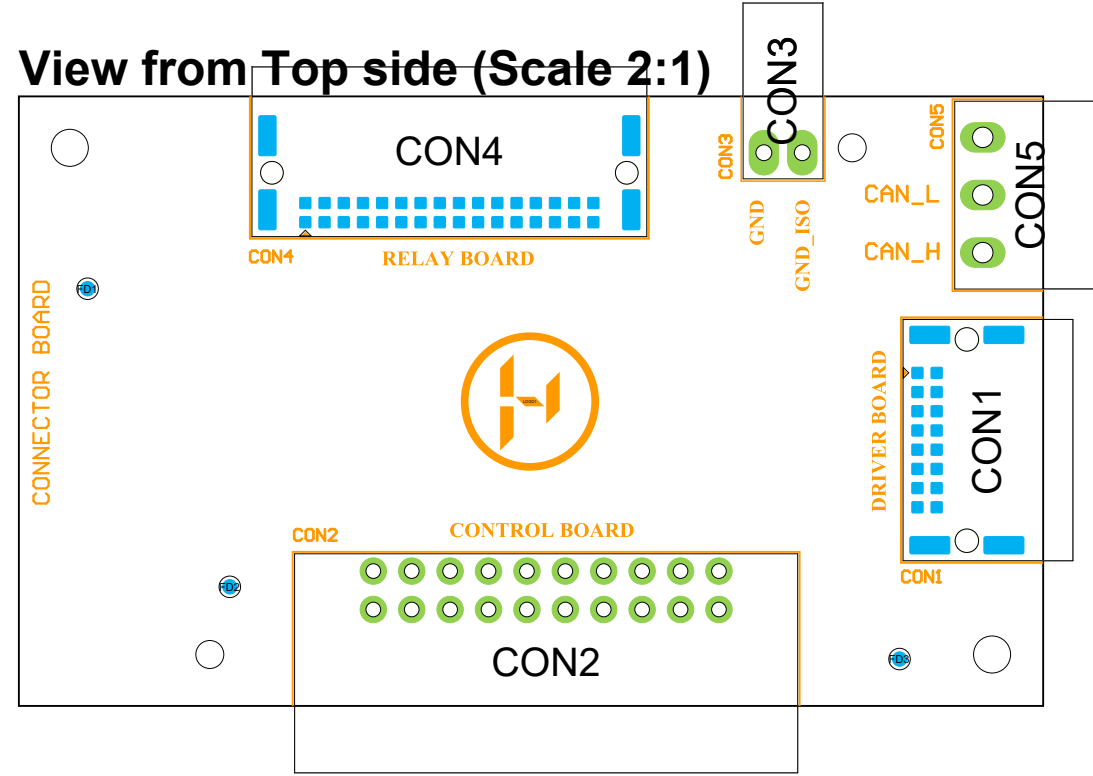 View from Top side (Scale 2:1)
CON3
CON4
CON5
CON5
CON3
CAN_L
GND
GND_ISO
CAN_H
CON4
RELAY BOARD
FD1
CONNECTOR BOARD
DRIVER BOARD
CON1
CON2
CONTROL BOARD
CON1
FD2
CON2
FD3